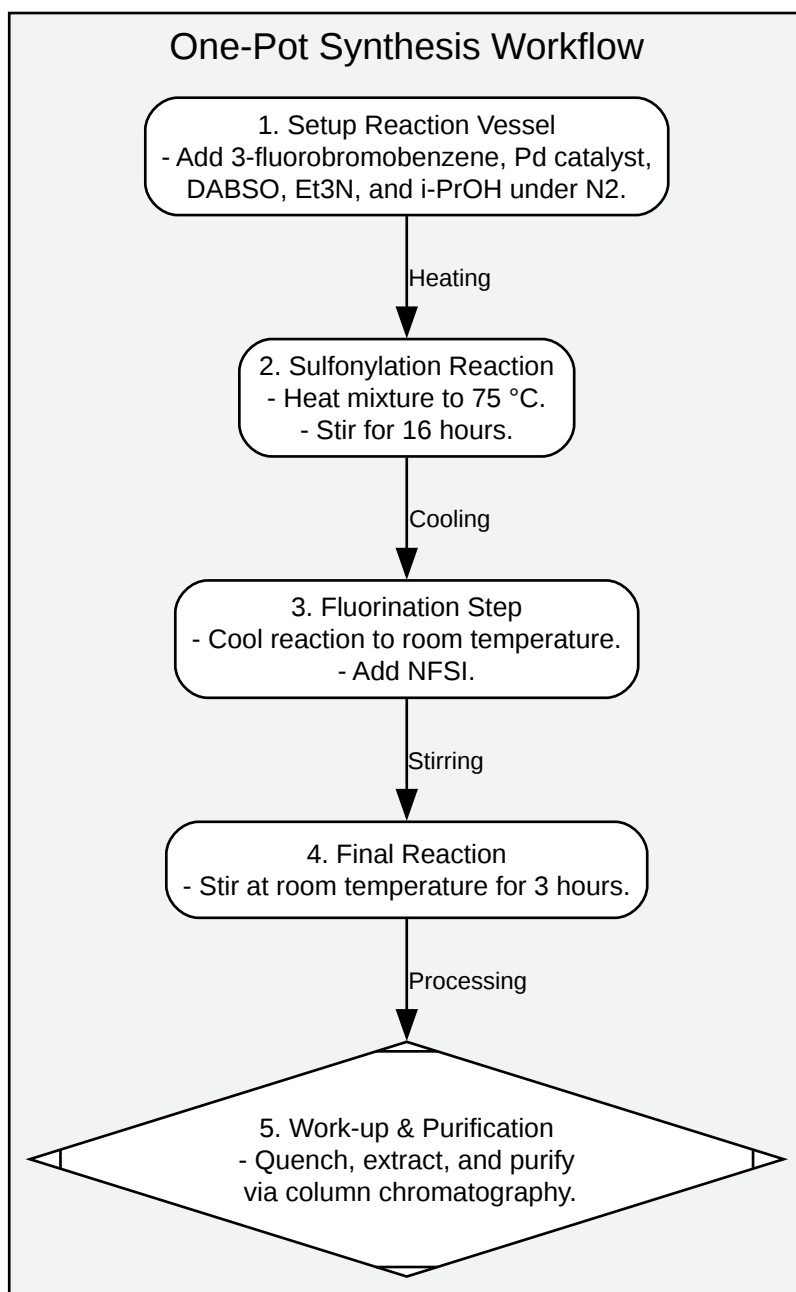 One-Pot Synthesis Workflow
1. Setup Reaction Vessel
- Add 3-fluorobromobenzene, Pd catalyst,
DABSO, Et3N, and i-PrOH under N2.
Heating
2. Sulfonylation Reaction
- Heat mixture to 75 °C.
- Stir for 16 hours.
Cooling
3. Fluorination Step
- Cool reaction to room temperature.
- Add NFSI.
Stirring
4. Final Reaction
- Stir at room temperature for 3 hours.
Processing
5. Work-up & Purification
- Quench, extract, and purify
via column chromatography.